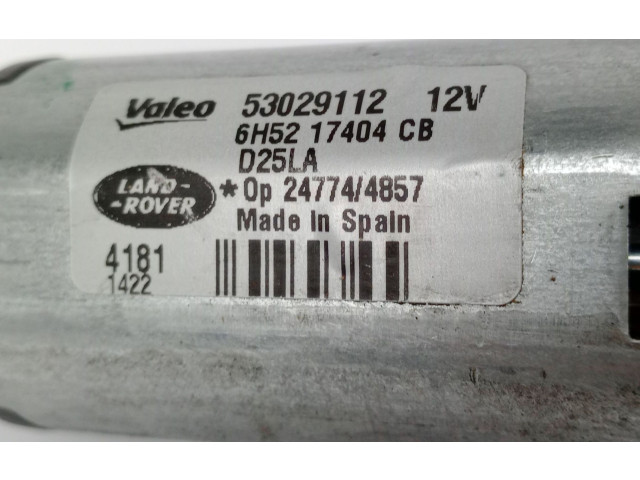 Valeo 53029112 12V
6H52 17404 CB
D25LA
LAND-
-ROVER
*Op 24774/4857
Made In Spain
4181
1422